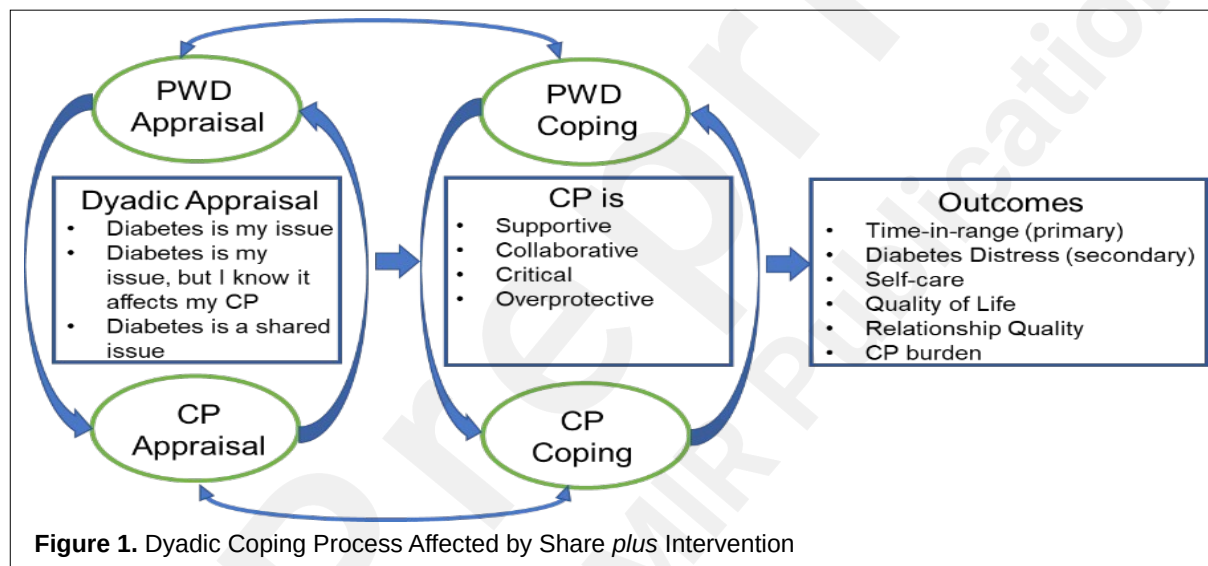 PWD
Appraisal
PWD
Coping
Dyadic Appraisal
• Diabetes is my issue
• Diabetes is my
issue, but I know it
affects my CP
• Diabetes is a shared
issue
CP is
• Supportive
• Collaborative
• Critical
• Overprotective
Outcomes
• Time-in-range (primary)
• Diabetes Distress (secondary)
• Self-care
• Quality of Life
• Relationship Quality
• CP burden
CP
Appraisal
CP
Coping
Figure 1. Dyadic Coping Process Affected by Share plus Intervention